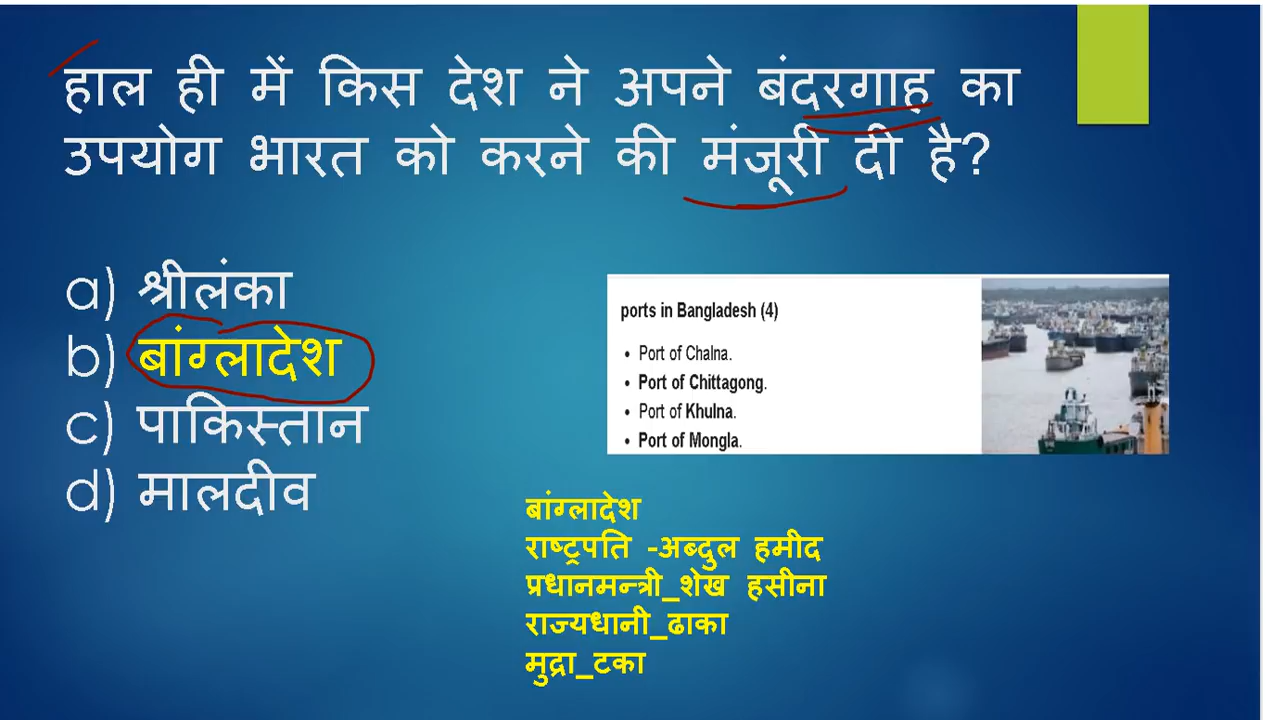 हाल ही में किस देश ने अपने बंदरगाह का
उपयोग भारत को करने की मंजूरी दी है?
a) श्रीलंका
b) बांग्लादेश
c) पाकिस्तान
d) मालदीव
ports in Bangladesh (4)
• Port of Chalna.
• Port of Chittagong.
• Port of Khulna.
• Port of Mongla.
बांग्लादेश
राष्ट्रपति -अब्दुल हमीद
प्रधानमन्त्री_शेख हसीना
राज्यधानी_ढाका
मुद्रा_टका